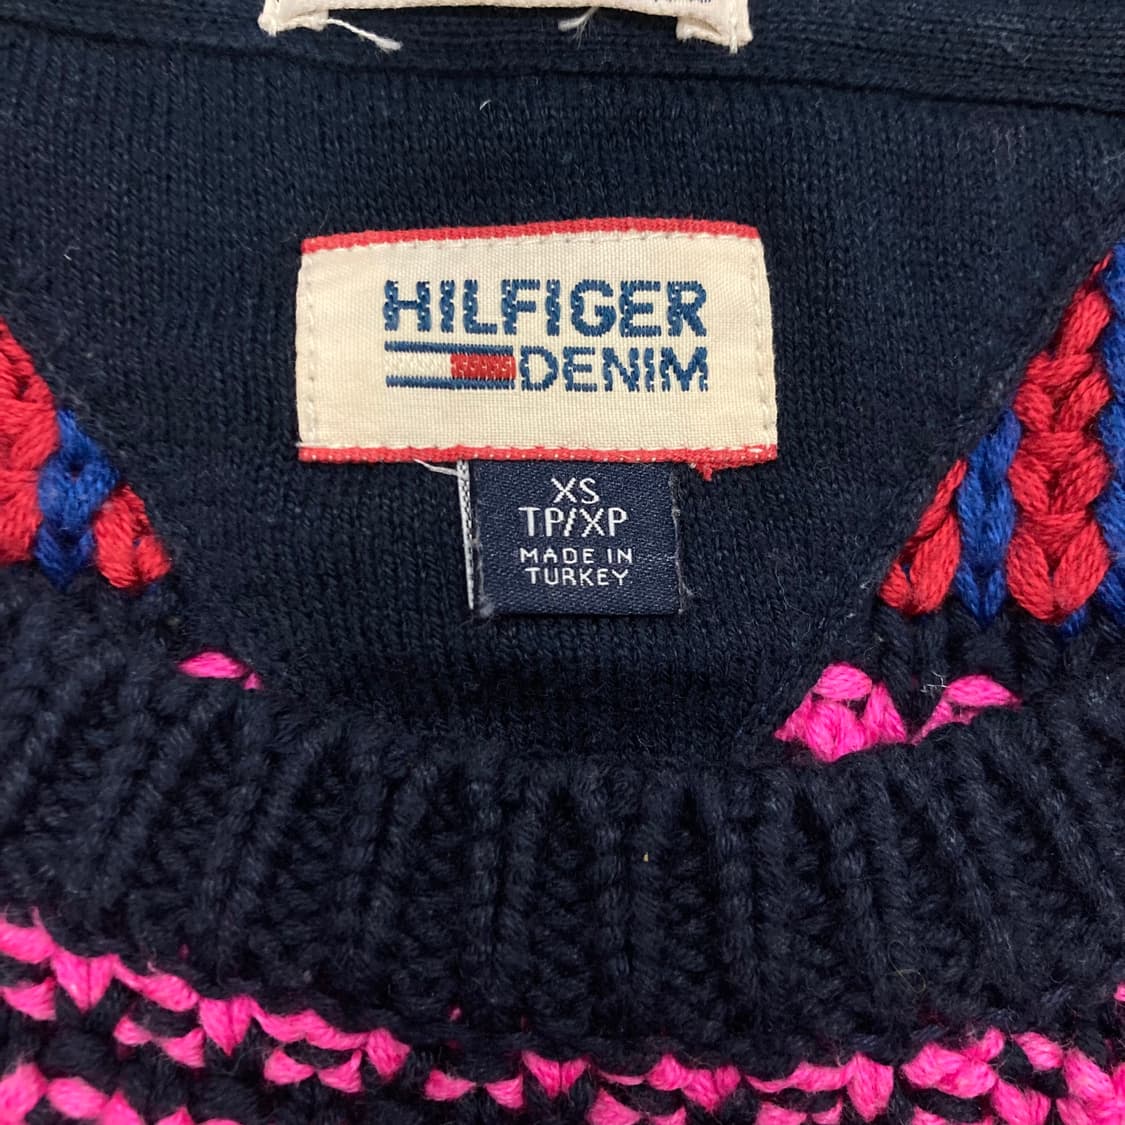 HILFIGER
DENIM
XS
TP/XP
MADE IN
TURKEY